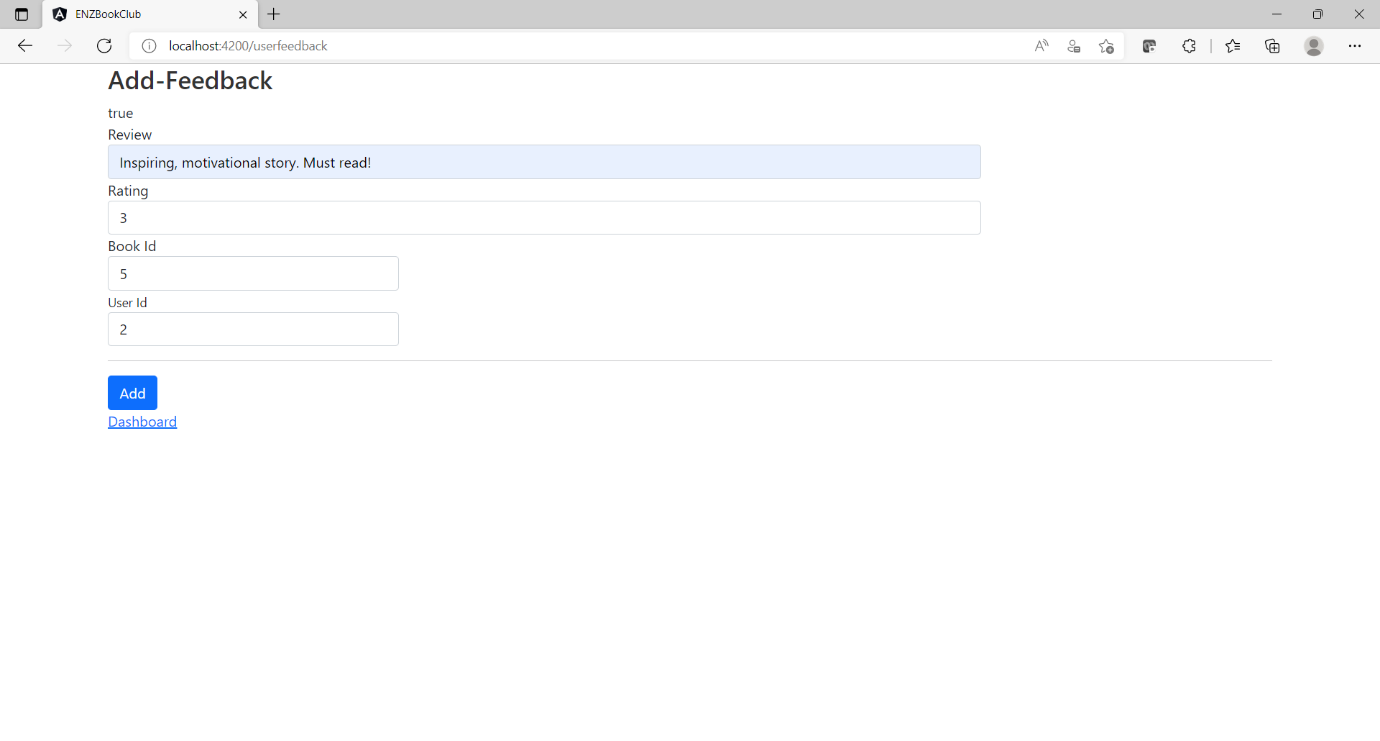 ENZBookClub
localhost:4200/userfeedback
Add-Feedback
true
Review
Inspiring, motivational story. Must read!
Rating
3
Book Id
5
User Id
2
Add
Dashboard